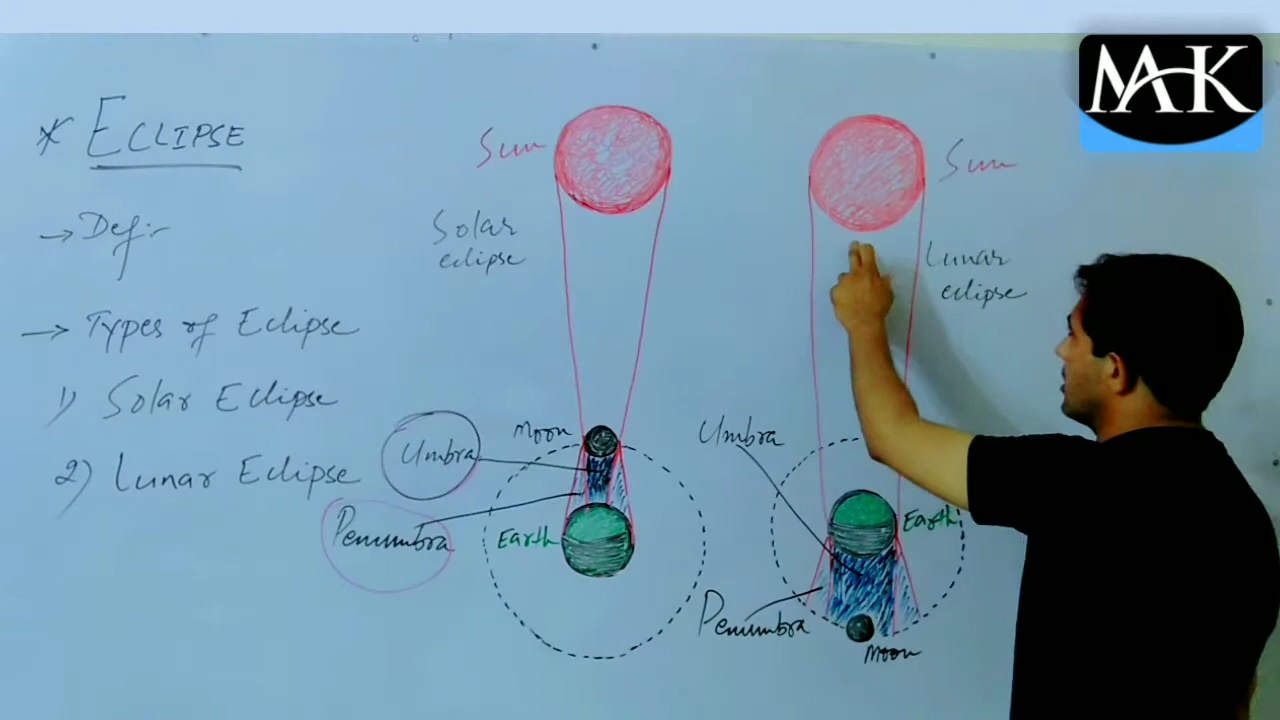 * ECLIPSE
→ Def:-
→ Types of Eclipse
1) Solar Eclipse
2) Lunar Eclipse
Sun
Solar
eclipse
Moon
Umbra
Penumbra
Earth
Sun
Lunar
eclipse
Umbra
Earth
Penumbra
Moon
MAK